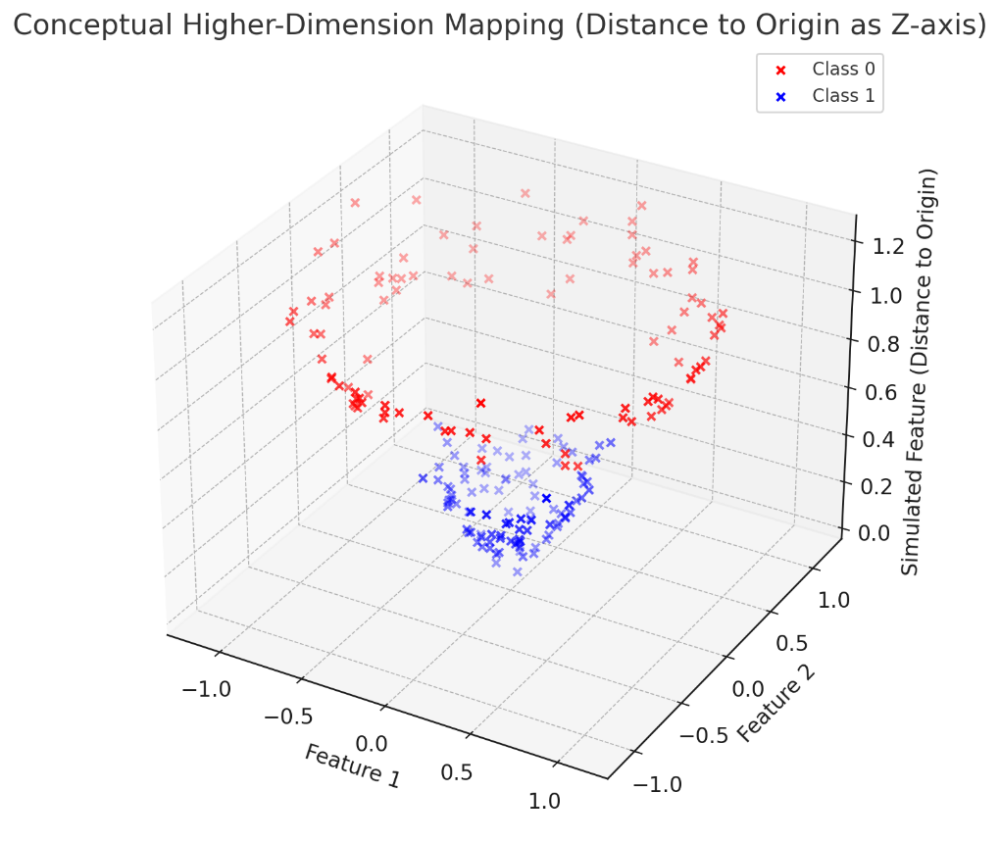 Conceptual Higher-Dimension Mapping (Distance to Origin as Z-axis)
Class 0
Class 1
1.2
1.0
0.8
0.6
0.4
0.2
0.0
Simulated Feature (Distance to Origin)
1.0
0.5
0.0
−0.5
−1.0
Feature 2
−1.0
−0.5
0.0
0.5
1.0
Feature 1